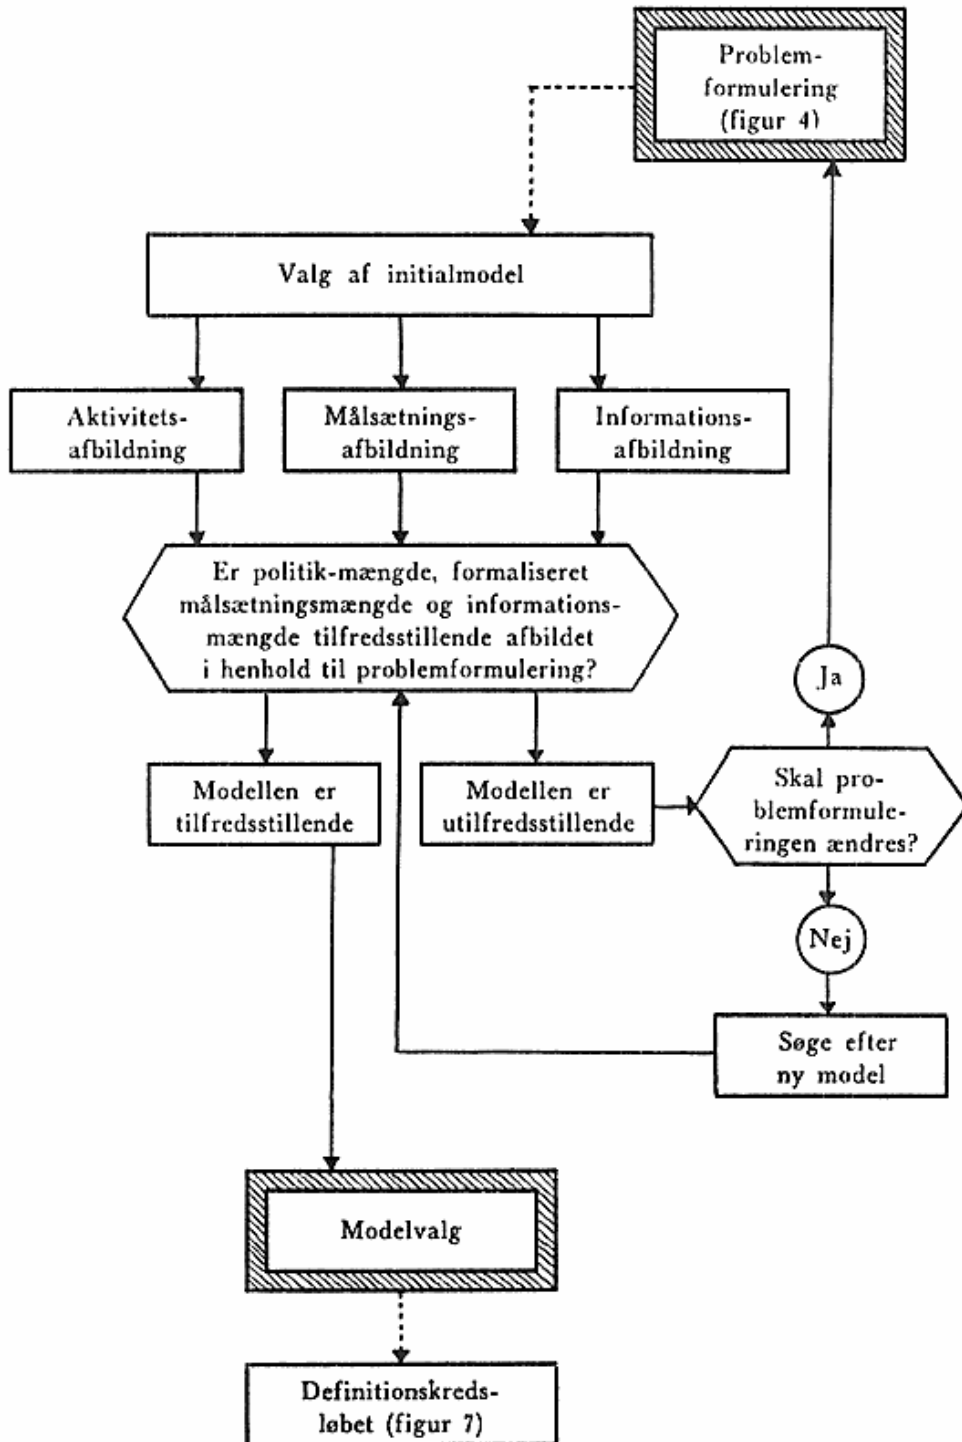 Problem-
formulering
(figur 4)
Valg af initialmodel
Aktivitets-
afbildning
Målsætnings-
afbildning
Informations-
afbildning
Er politik-mængde, formaliseret
målsætningsmængde og informations-
mængde tilfredsstillende afbildet
i henhold til problemformulering?
Ja
Modellen er
tilfredsstillende
Modellen er
utilfredsstillende
Skal pro-
blemformule-
ringen ændres?
Nej
Søge efter
ny model
Modelvalg
Definitionskreds-
løbet (figur 7)